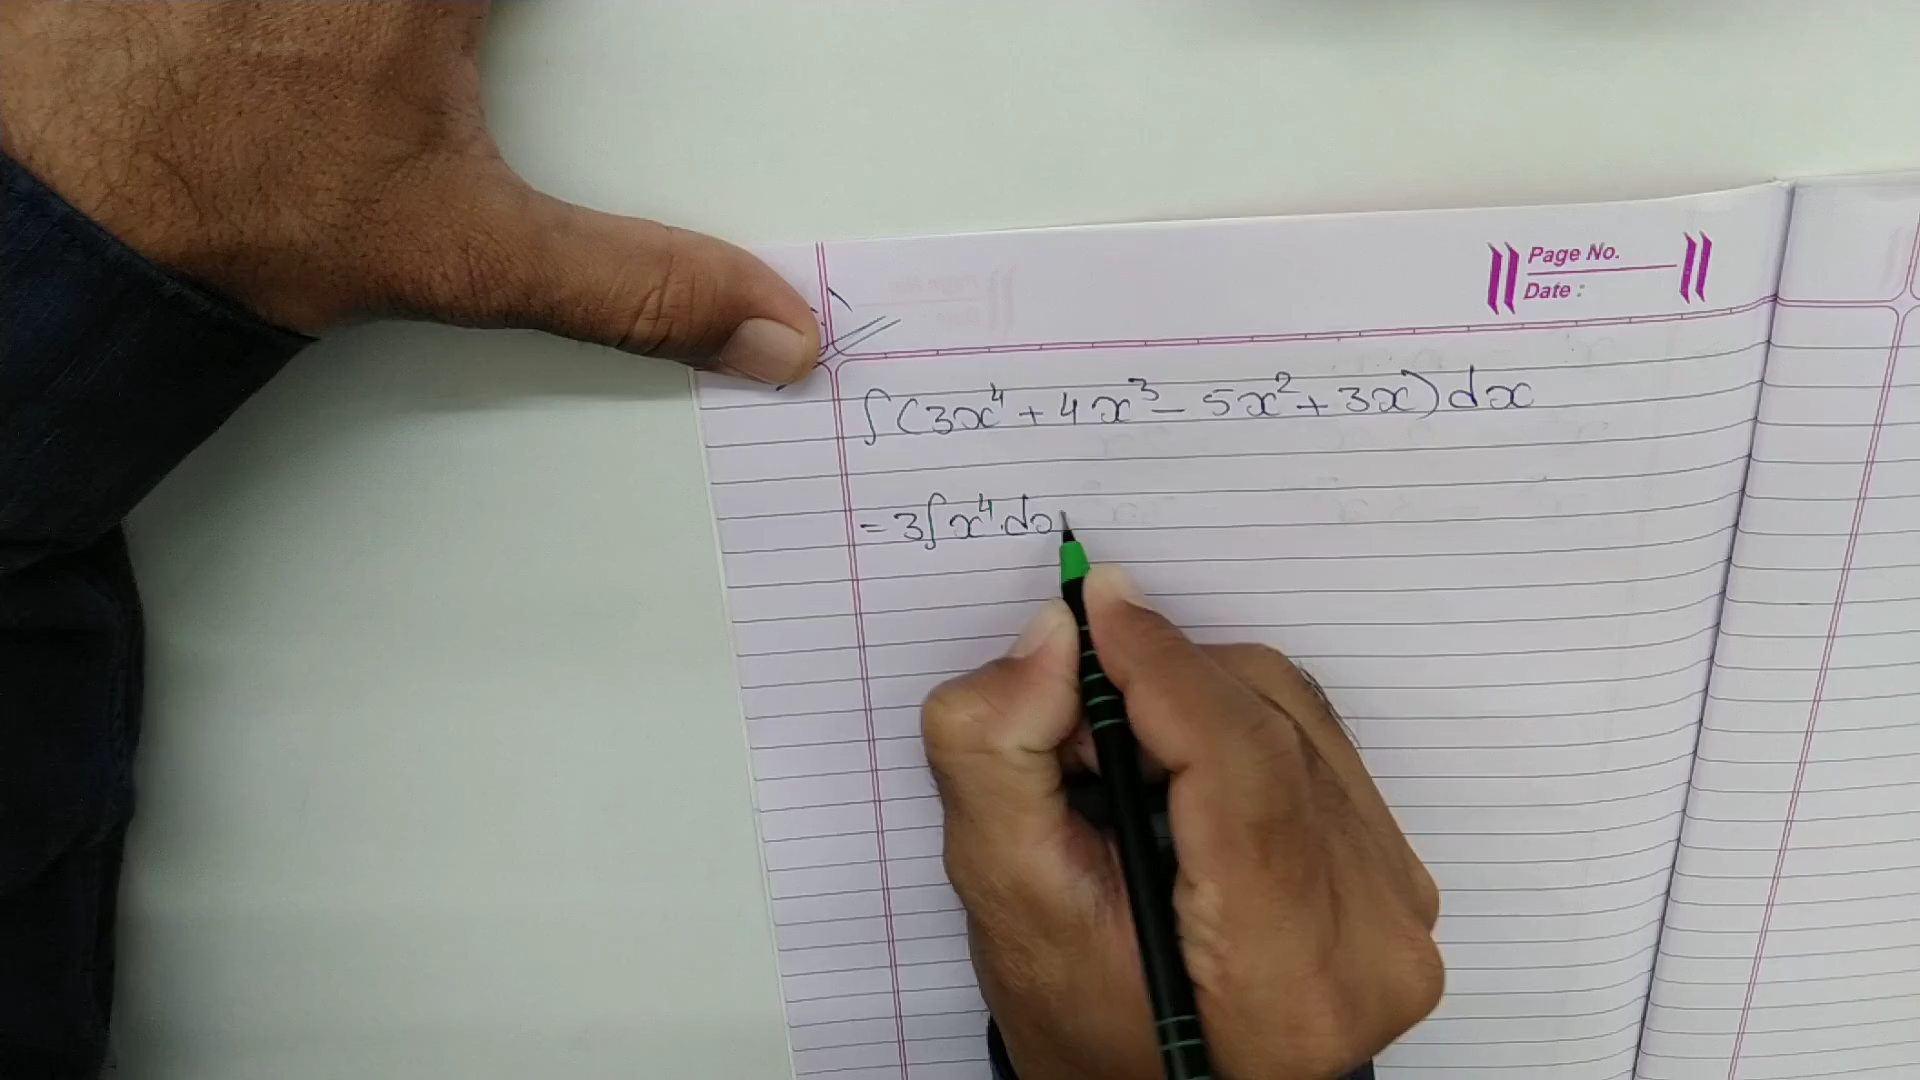 Page No.
Date :
∫(3x⁴ + 4x³ - 5x² + 3x) dx
= 3∫x⁴.dx